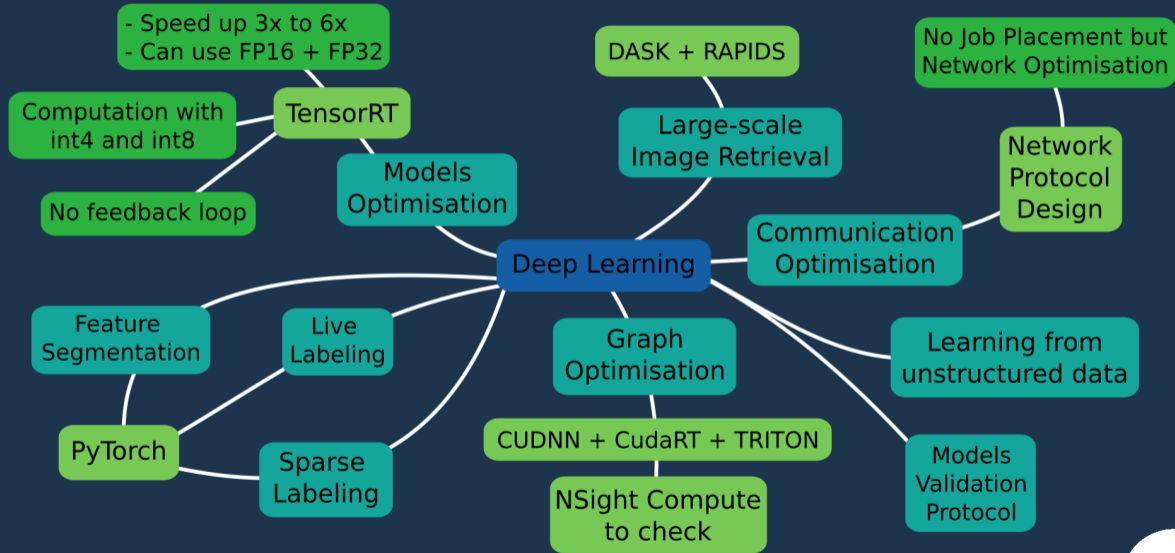 - Speed up 3x to 6x
- Can use FP16 + FP32
Computation with
int4 and int8
TensorRT
No feedback loop
Models
Optimisation
DASK + RAPIDS
Large-scale
Image Retrieval
No Job Placement but
Network Optimisation
Network
Protocol
Design
Communication
Optimisation
Deep Learning
Feature
Segmentation
Live
Labeling
PyTorch
Sparse
Labeling
Graph
Optimisation
CUDNN + CudaRT + TRITON
NSight Compute
to check
Learning from
unstructured data
Models
Validation
Protocol